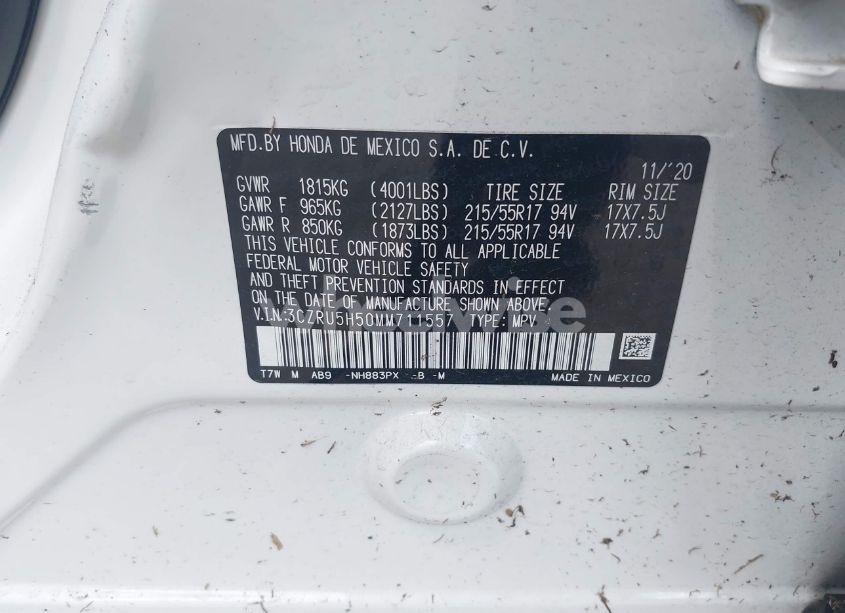 MFD.BY HONDA DE MEXICO S.A. DE C.V.
11/'20
GVWR 1815KG (4001LBS) TIRE SIZE RIM SIZE
GAWR F 965KG (2127LBS) 215/55R17 94V 17X7.5J
GAWR R 850KG (1873LBS) 215/55R17 94V 17X7.5J
THIS VEHICLE CONFORMS TO ALL APPLICABLE
FEDERAL MOTOR VEHICLE SAFETY
AND THEFT PREVENTION STANDARDS IN EFFECT
ON THE DATE OF MANUFACTURE SHOWN ABOVE.
V.I.N.:3CZRU5H50MM711557 TYPE: MPV
T7W M AB9 -NH883PX -B -M MADE IN MEXICO